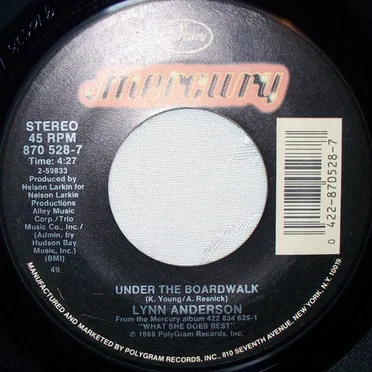 mercury
STEREO
45 RPM
870 528-7
Time: 4:27
2-59833
Produced by
Nelson Larkin for
Nelson Larkin
Productions
Alley Music
Corp./Trio
Music Co., Inc./
(Admin. by
Hudson Bay
Music, Inc.)
(BMI)
49.
0 422-870528-7
UNDER THE BOARDWALK
(K. Young/A. Resnick)
LYNN ANDERSON
From the Mercury album 422 834 625-1
"WHAT SHE DOES BEST"
℗ 1988 PolyGram Records, Inc.
MANUFACTURED AND MARKETED BY POLYGRAM RECORDS, INC., 810 SEVENTH AVENUE, NEW YORK, N.Y. 10019